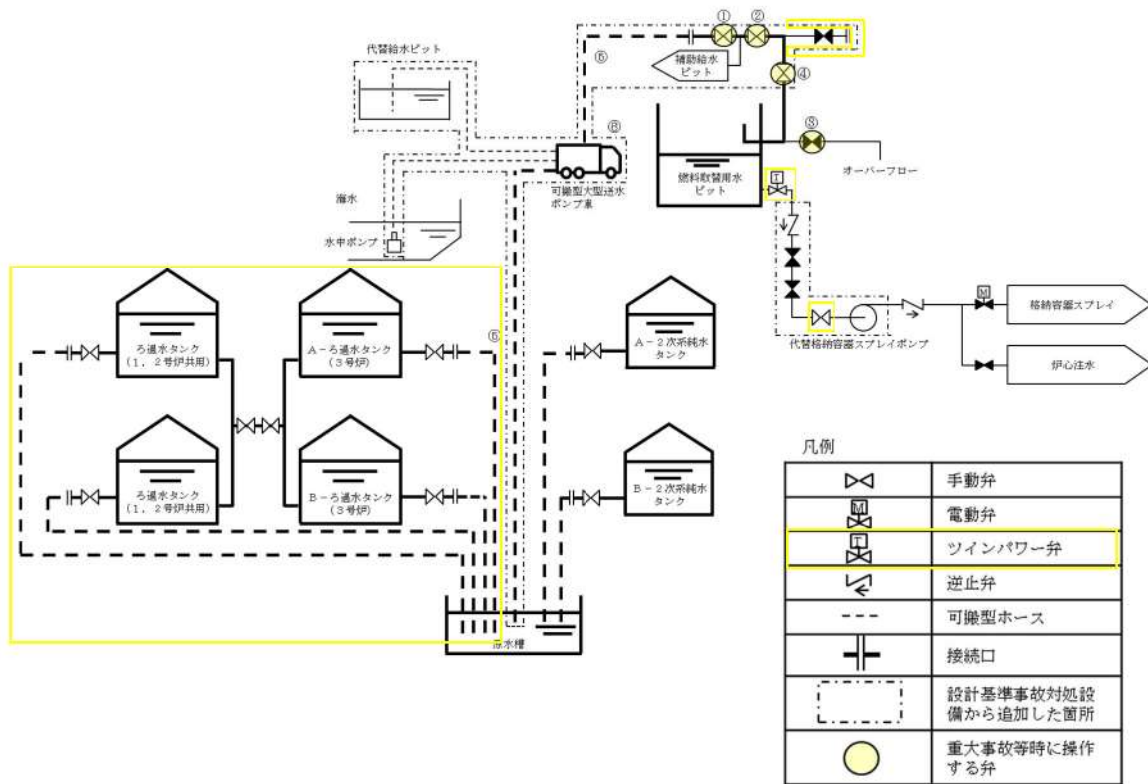 ①
②
代替給水ピット
⑤
補助給水
ピット
④
⑥
③
燃料取替用水
ピット
オーバーフロー
可搬型大型送水
ポンプ車
T
海水
水中ポンプ
ろ過水タンク
(1，2号炉共用)
A－ろ過水タンク
(3号炉)
⑤
A－2次系純水
タンク
M
格納容器スプレイ
代替格納容器スプレイポンプ
炉心注水
ろ過水タンク
(1，2号炉共用)
B－ろ過水タンク
(3号炉)
B－2次系純水
タンク
原水槽
凡例
手動弁
M
電動弁
T
ツインパワー弁
逆止弁
可搬型ホース
接続口
設計基準事故対処設
備から追加した箇所
重大事故等時に操作
する弁